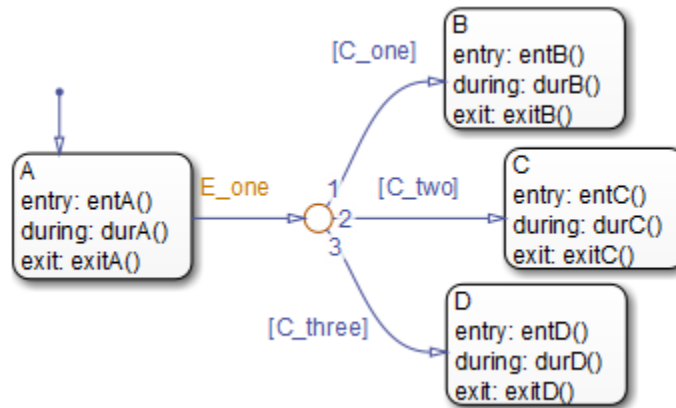 B
entry: entB()
during: durB()
exit: exitB()
[C_one]
A
entry: entA()
during: durA()
exit: exitA()
E_one
1
2
3
[C_two]
C
entry: entC()
during: durC()
exit: exitC()
[C_three]
D
entry: entD()
during: durD()
exit: exitD()